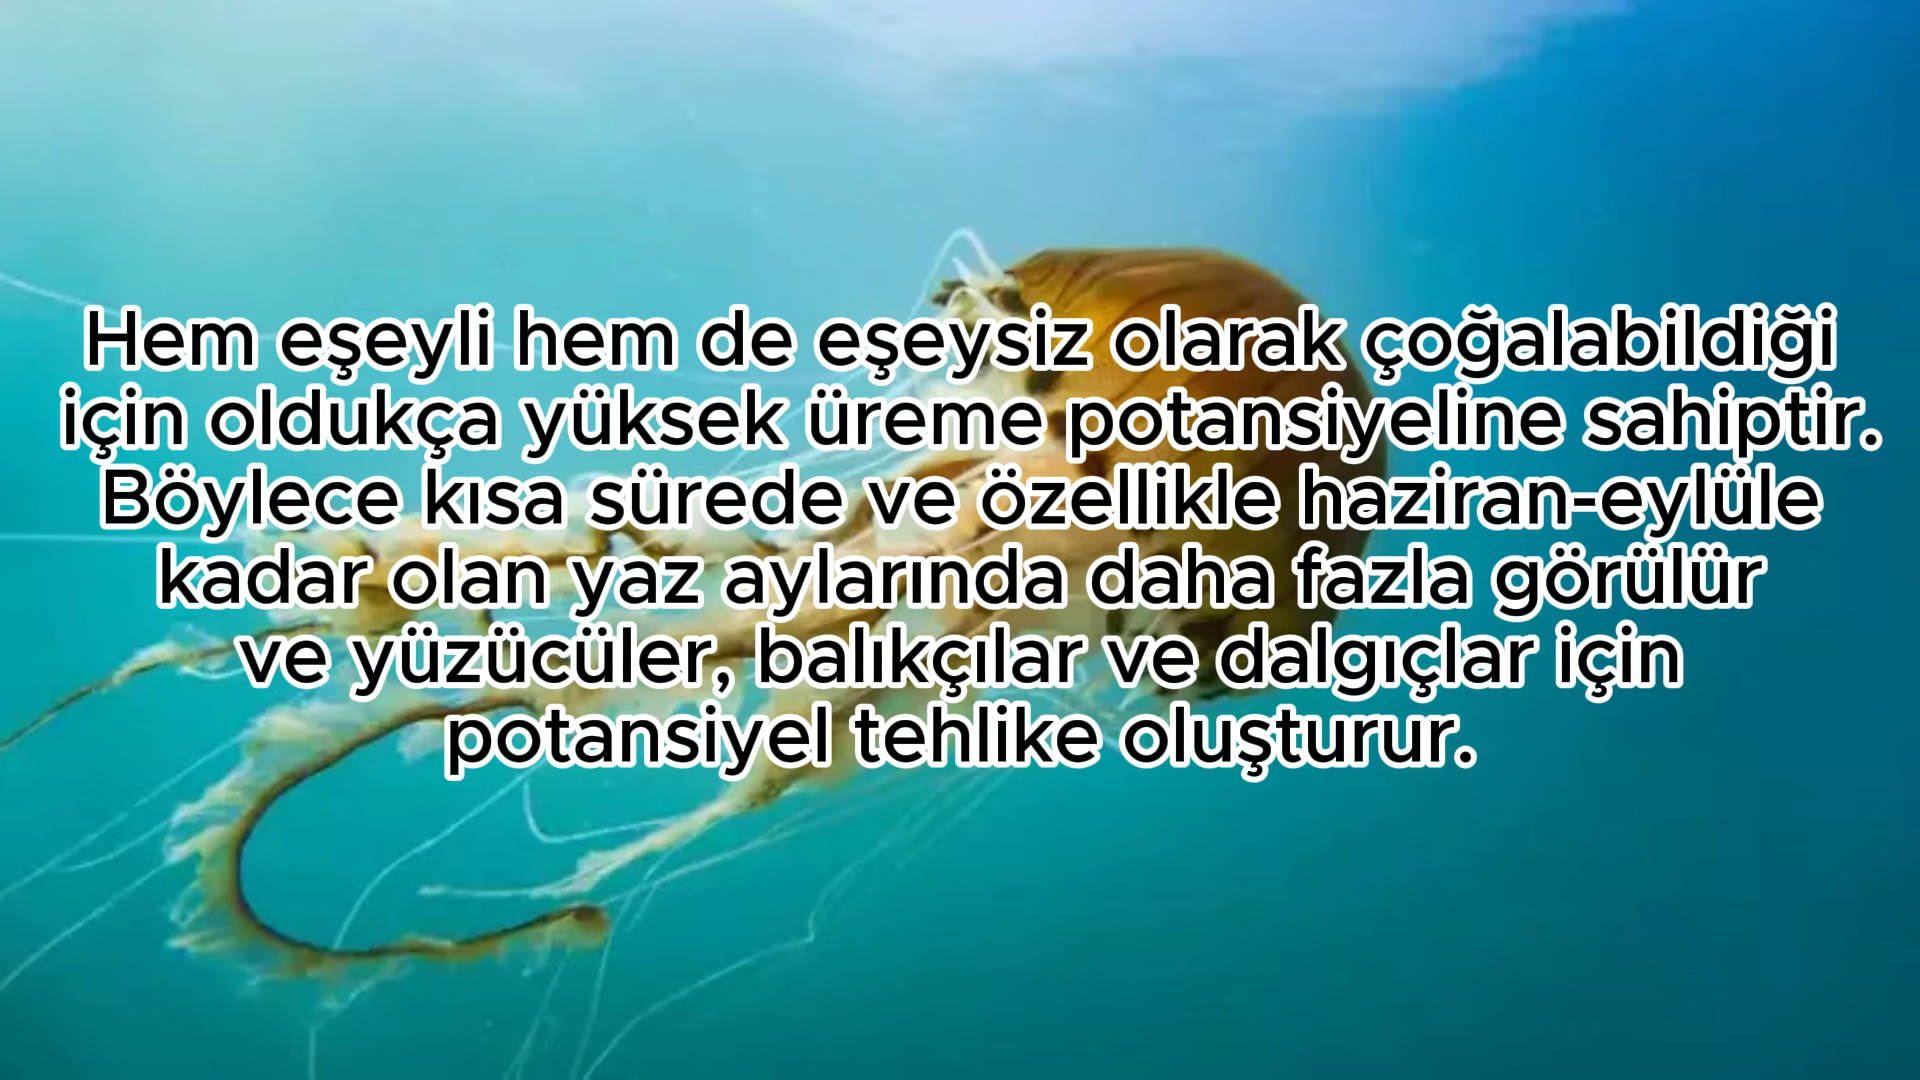 Hem eşeyli hem de eşeysiz olarak çoğalabildiği
için oldukça yüksek üreme potansiyeline sahiptir.
Böylece kısa sürede ve özellikle haziran-eylüle
kadar olan yaz aylarında daha fazla görülür
ve yüzücüler, balıkçılar ve dalgıçlar için
potansiyel tehlike oluşturur.